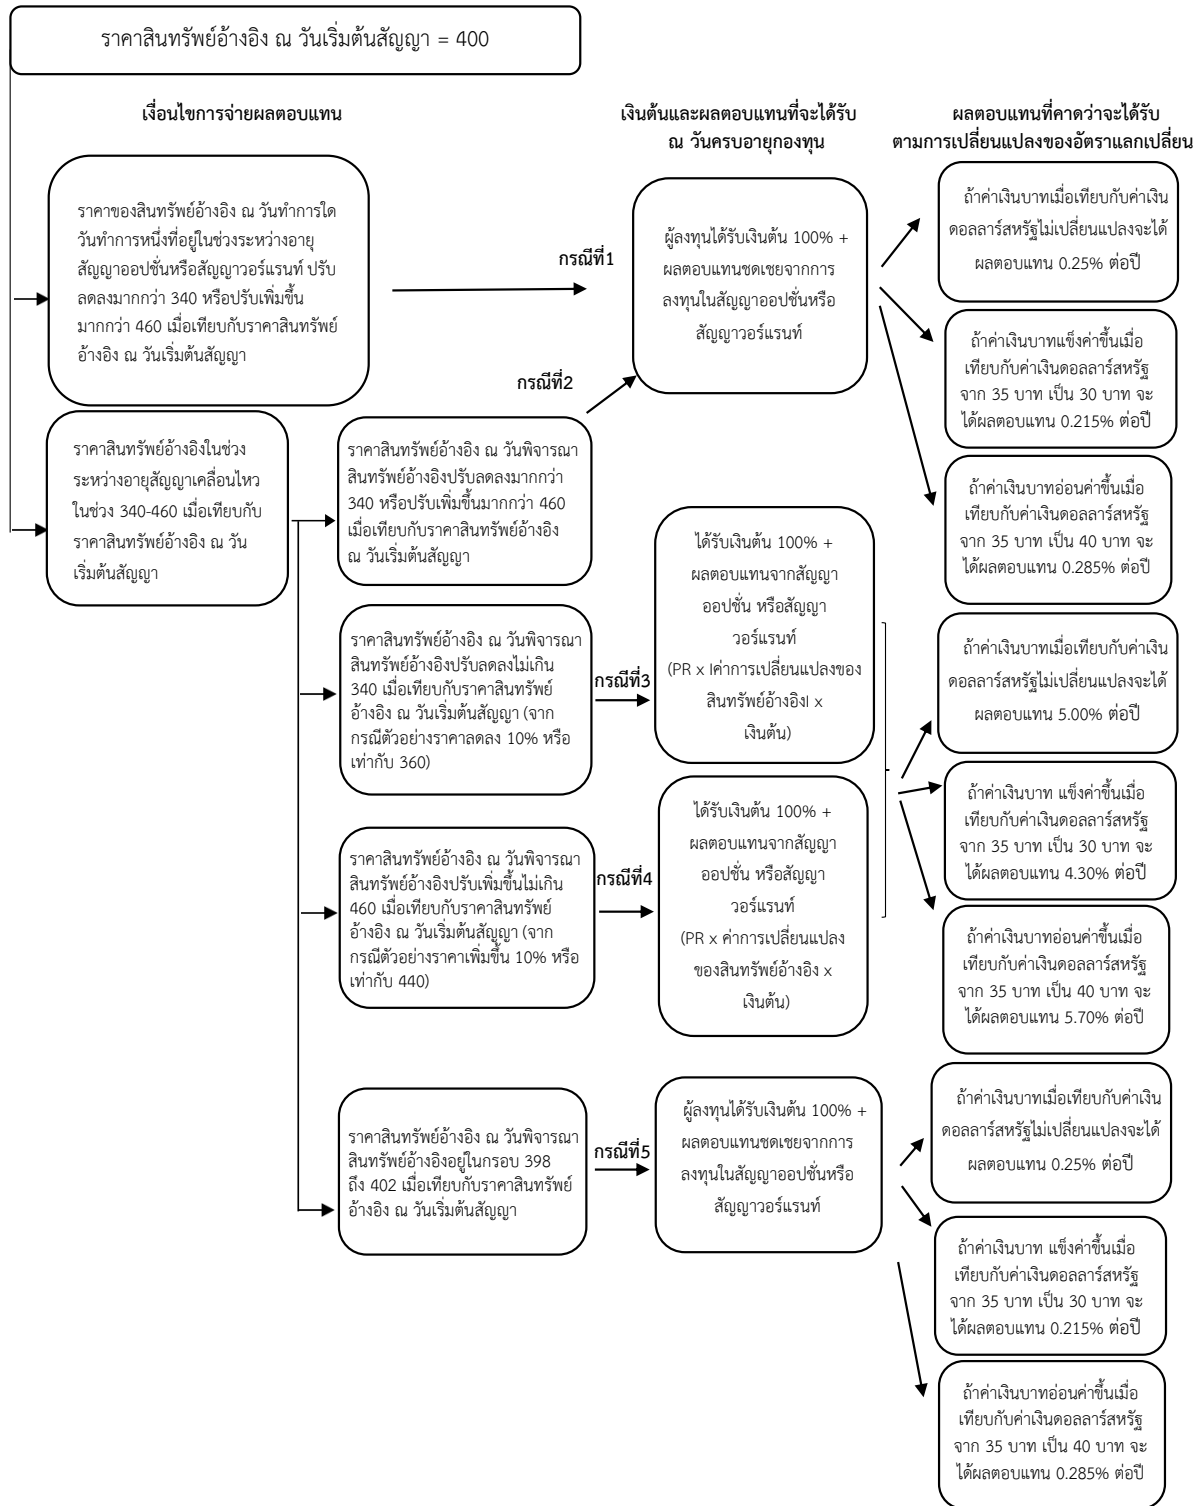 ราคาสินทรัพย์อ้างอิง ณ วันเริ่มต้นสัญญา = 400
เงื่อนไขการจ่ายผลตอบแทน
เงินต้นและผลตอบแทนที่จะได้รับ
ณ วันครบอายุกองทุน
ผลตอบแทนที่คาดว่าจะได้รับ
ตามการเปลี่ยนแปลงของอัตราแลกเปลี่ยน
ราคาของสินทรัพย์อ้างอิง ณ วันทำการใด
วันทำการหนึ่งที่อยู่ในช่วงระหว่างอายุ
สัญญาออปชั่นหรือสัญญาวอร์แรนท์ ปรับ
ลดลงมากกว่า 340 หรือปรับเพิ่มขึ้น
มากกว่า 460 เมื่อเทียบกับราคาสินทรัพย์
อ้างอิง ณ วันเริ่มต้นสัญญา
กรณีที่1
ผู้ลงทุนได้รับเงินต้น 100% +
ผลตอบแทนชดเชยจากการ
ลงทุนในสัญญาออปชั่นหรือ
สัญญาวอร์แรนท์
ถ้าค่าเงินบาทเมื่อเทียบกับค่าเงิน
ดอลลาร์สหรัฐไม่เปลี่ยนแปลงจะได้
ผลตอบแทน 0.25% ต่อปี
ถ้าค่าเงินบาทแข็งค่าขึ้นเมื่อ
เทียบกับค่าเงินดอลลาร์สหรัฐ
จาก 35 บาท เป็น 30 บาท จะ
ได้ผลตอบแทน 0.215% ต่อปี
ถ้าค่าเงินบาทอ่อนค่าขึ้นเมื่อ
เทียบกับค่าเงินดอลลาร์สหรัฐ
จาก 35 บาท เป็น 40 บาท จะ
ได้ผลตอบแทน 0.285% ต่อปี
ราคาสินทรัพย์อ้างอิงในช่วง
ระหว่างอายุสัญญาเคลื่อนไหว
ในช่วง 340-460 เมื่อเทียบกับ
ราคาสินทรัพย์อ้างอิง ณ วัน
เริ่มต้นสัญญา
กรณีที่2
ราคาสินทรัพย์อ้างอิง ณ วันพิจารณา
สินทรัพย์อ้างอิงปรับลดลงมากกว่า
340 หรือปรับเพิ่มขึ้นมากกว่า 460
เมื่อเทียบกับราคาสินทรัพย์อ้างอิง
ณ วันเริ่มต้นสัญญา
ราคาสินทรัพย์อ้างอิง ณ วันพิจารณา
สินทรัพย์อ้างอิงปรับลดลงไม่เกิน
340 เมื่อเทียบกับราคาสินทรัพย์
อ้างอิง ณ วันเริ่มต้นสัญญา (จาก
กรณีตัวอย่างราคาลดลง 10% หรือ
เท่ากับ 360)
กรณีที่3
ได้รับเงินต้น 100% +
ผลตอบแทนจากสัญญา
ออปชั่น หรือสัญญา
วอร์แรนท์
(PR x Iค่าการเปลี่ยนแปลงของ
สินทรัพย์อ้างอิงI x
เงินต้น)
ราคาสินทรัพย์อ้างอิง ณ วันพิจารณา
สินทรัพย์อ้างอิงปรับเพิ่มขึ้นไม่เกิน
460 เมื่อเทียบกับราคาสินทรัพย์
อ้างอิง ณ วันเริ่มต้นสัญญา (จาก
กรณีตัวอย่างราคาเพิ่มขึ้น 10% หรือ
เท่ากับ 440)
กรณีที่4
ได้รับเงินต้น 100% +
ผลตอบแทนจากสัญญา
ออปชั่น หรือสัญญา
วอร์แรนท์
(PR x ค่าการเปลี่ยนแปลง
ของสินทรัพย์อ้างอิง x
เงินต้น)
ถ้าค่าเงินบาทเมื่อเทียบกับค่าเงิน
ดอลลาร์สหรัฐไม่เปลี่ยนแปลงจะได้
ผลตอบแทน 5.00% ต่อปี
ถ้าค่าเงินบาท แข็งค่าขึ้นเมื่อ
เทียบกับค่าเงินดอลลาร์สหรัฐ
จาก 35 บาท เป็น 30 บาท จะ
ได้ผลตอบแทน 4.30% ต่อปี
ถ้าค่าเงินบาทอ่อนค่าขึ้นเมื่อ
เทียบกับค่าเงินดอลลาร์สหรัฐ
จาก 35 บาท เป็น 40 บาท จะ
ได้ผลตอบแทน 5.70% ต่อปี
ราคาสินทรัพย์อ้างอิง ณ วันพิจารณา
สินทรัพย์อ้างอิงอยู่ในกรอบ 398
ถึง 402 เมื่อเทียบกับราคาสินทรัพย์
อ้างอิง ณ วันเริ่มต้นสัญญา
กรณีที่5
ผู้ลงทุนได้รับเงินต้น 100% +
ผลตอบแทนชดเชยจากการ
ลงทุนในสัญญาออปชั่นหรือ
สัญญาวอร์แรนท์
ถ้าค่าเงินบาทเมื่อเทียบกับค่าเงิน
ดอลลาร์สหรัฐไม่เปลี่ยนแปลงจะได้
ผลตอบแทน 0.25% ต่อปี
ถ้าค่าเงินบาท แข็งค่าขึ้นเมื่อ
เทียบกับค่าเงินดอลลาร์สหรัฐ
จาก 35 บาท เป็น 30 บาท จะ
ได้ผลตอบแทน 0.215% ต่อปี
ถ้าค่าเงินบาทอ่อนค่าขึ้นเมื่อ
เทียบกับค่าเงินดอลลาร์สหรัฐ
จาก 35 บาท เป็น 40 บาท จะ
ได้ผลตอบแทน 0.285% ต่อปี